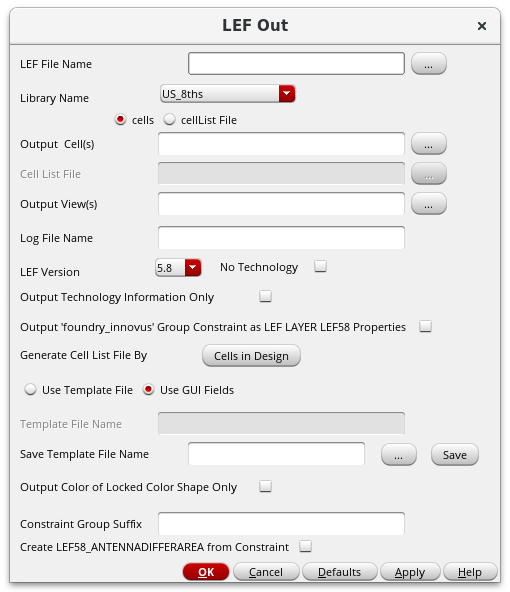 LEF Out
LEF File Name ...
Library Name US_8ths
cells cellList File
Output Cell(s) ...
Cell List File ...
Output View(s) ...
Log File Name
LEF Version 5.8 No Technology
Output Technology Information Only
Output 'foundry_innovus' Group Constraint as LEF LAYER LEF58 Properties
Generate Cell List File By Cells in Design
Use Template File Use GUI Fields
Template File Name
Save Template File Name ... Save
Output Color of Locked Color Shape Only
Constraint Group Suffix
Create LEF58_ANTENNADIFFERAREA from Constraint
OK Cancel Defaults Apply Help